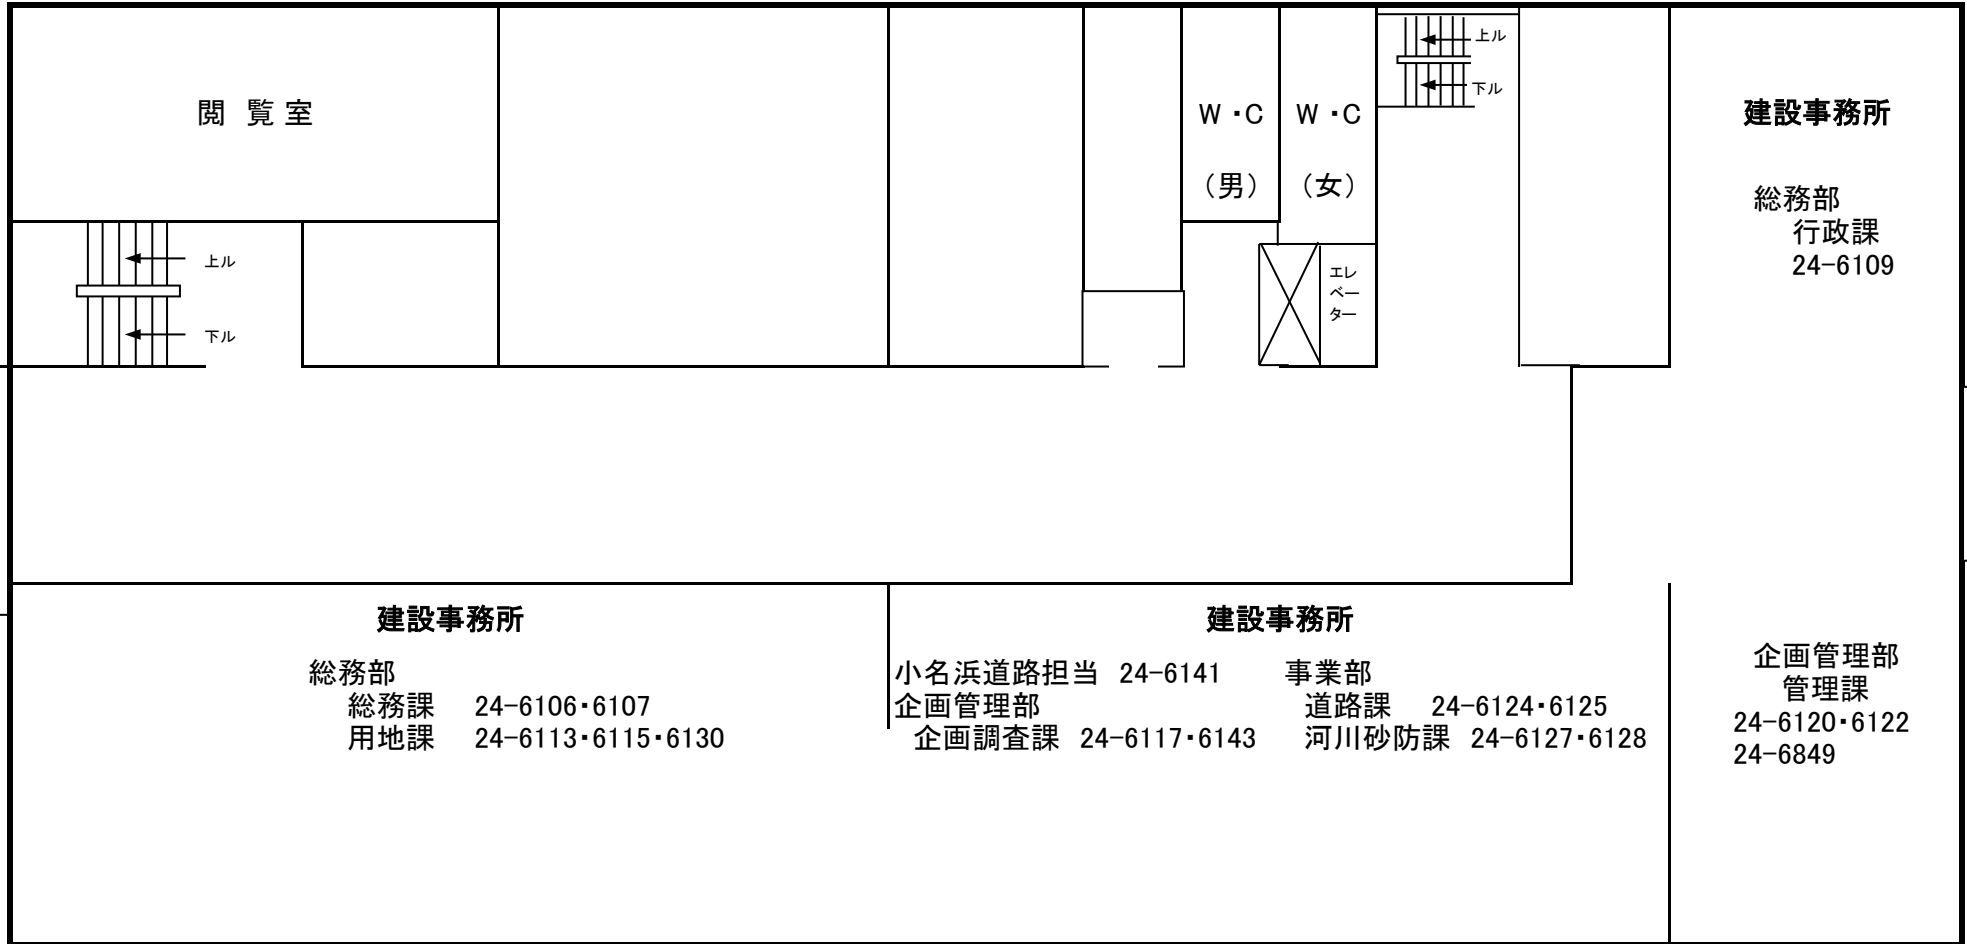 閲 覧 室
W・C
(男)
W・C
(女)
上ル
下ル
上ル
下ル
エレ
ベー
ター
建設事務所
総務部
行政課
24-6109
建設事務所
総務部
総務課 24-6106・6107
用地課 24-6113・6115・6130
建設事務所
小名浜道路担当 24-6141
企画管理部
企画調査課 24-6117・6143
事業部
道路課 24-6124・6125
河川砂防課 24-6127・6128
企画管理部
管理課
24-6120・6122
24-6849